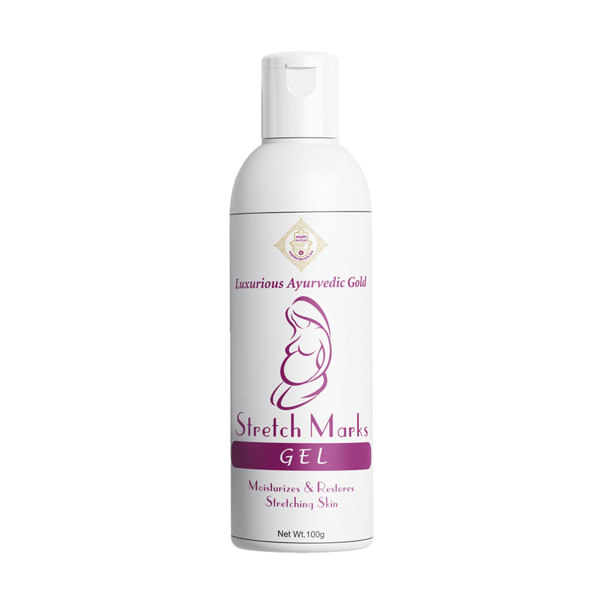 Luxurious Ayurvedic Gold
Stretch Marks
GEL
Moisturizes & Restores
Stretching Skin
Net Wt.100g